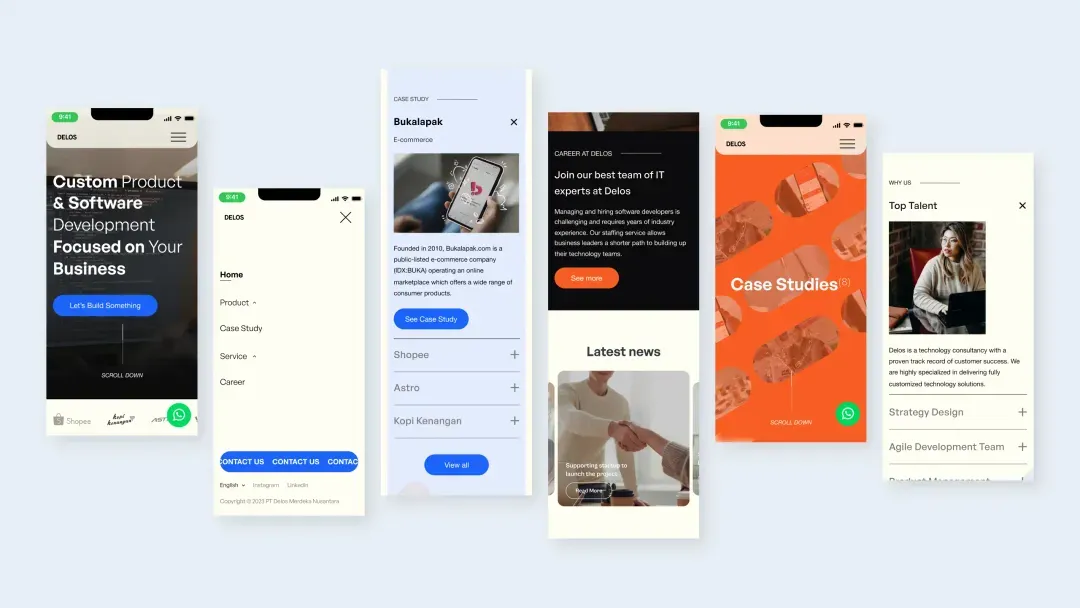 9:41
DELOS
Custom Product
& Software
Development
Focused on Your
Business
Let's Build Something
SCROLL DOWN
Shopee
kopi
kenangan
AST
9:41
DELOS
Home
Product
Case Study
Service
Career
CONTACT US CONTACT US CONTAC
English Instagram LinkedIn
Copyright © 2023 PT Delos Merdeka Nusantara
CASE STUDY
Bukalapak
E-commerce
Founded in 2010, Bukalapak.com is a
public-listed e-commerce company
(IDX:BUKA) operating an online
marketplace which offers a wide range of
consumer products.
See Case Study
Shopee
Astro
Kopi Kenangan
View all
CAREER AT DELOS
Join our best team of IT
experts at Delos
Managing and hiring software developers is
challenging and requires years of industry
experience. Our staffing service allows
business leaders a shorter path to building up
their technology teams.
See more
Latest news
Supporting startup to
launch the project
Read More
9:41
DELOS
Case Studies(8)
SCROLL DOWN
WHY US
Top Talent
Delos is a technology consultancy with a
proven track record of customer success. We
are highly specialized in delivering fully
customized technology solutions.
Strategy Design
Agile Development Team
Product Management